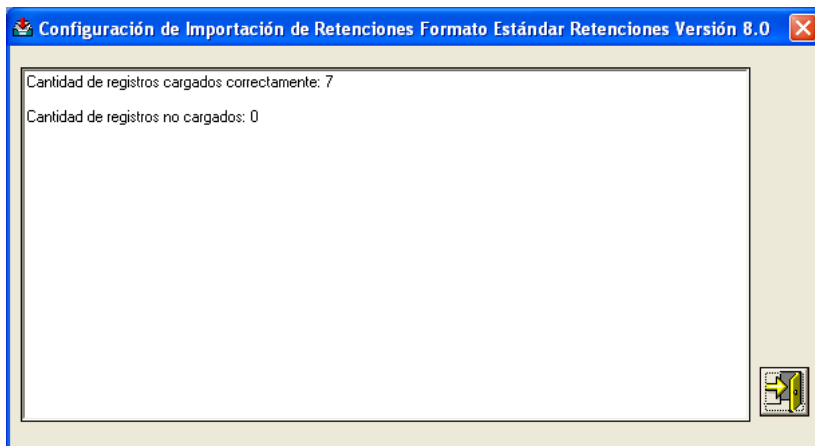 Configuración de Importación de Retenciones Formato Estándar Retenciones Versión 8.0
Cantidad de registros cargados correctamente: 7
Cantidad de registros no cargados: 0